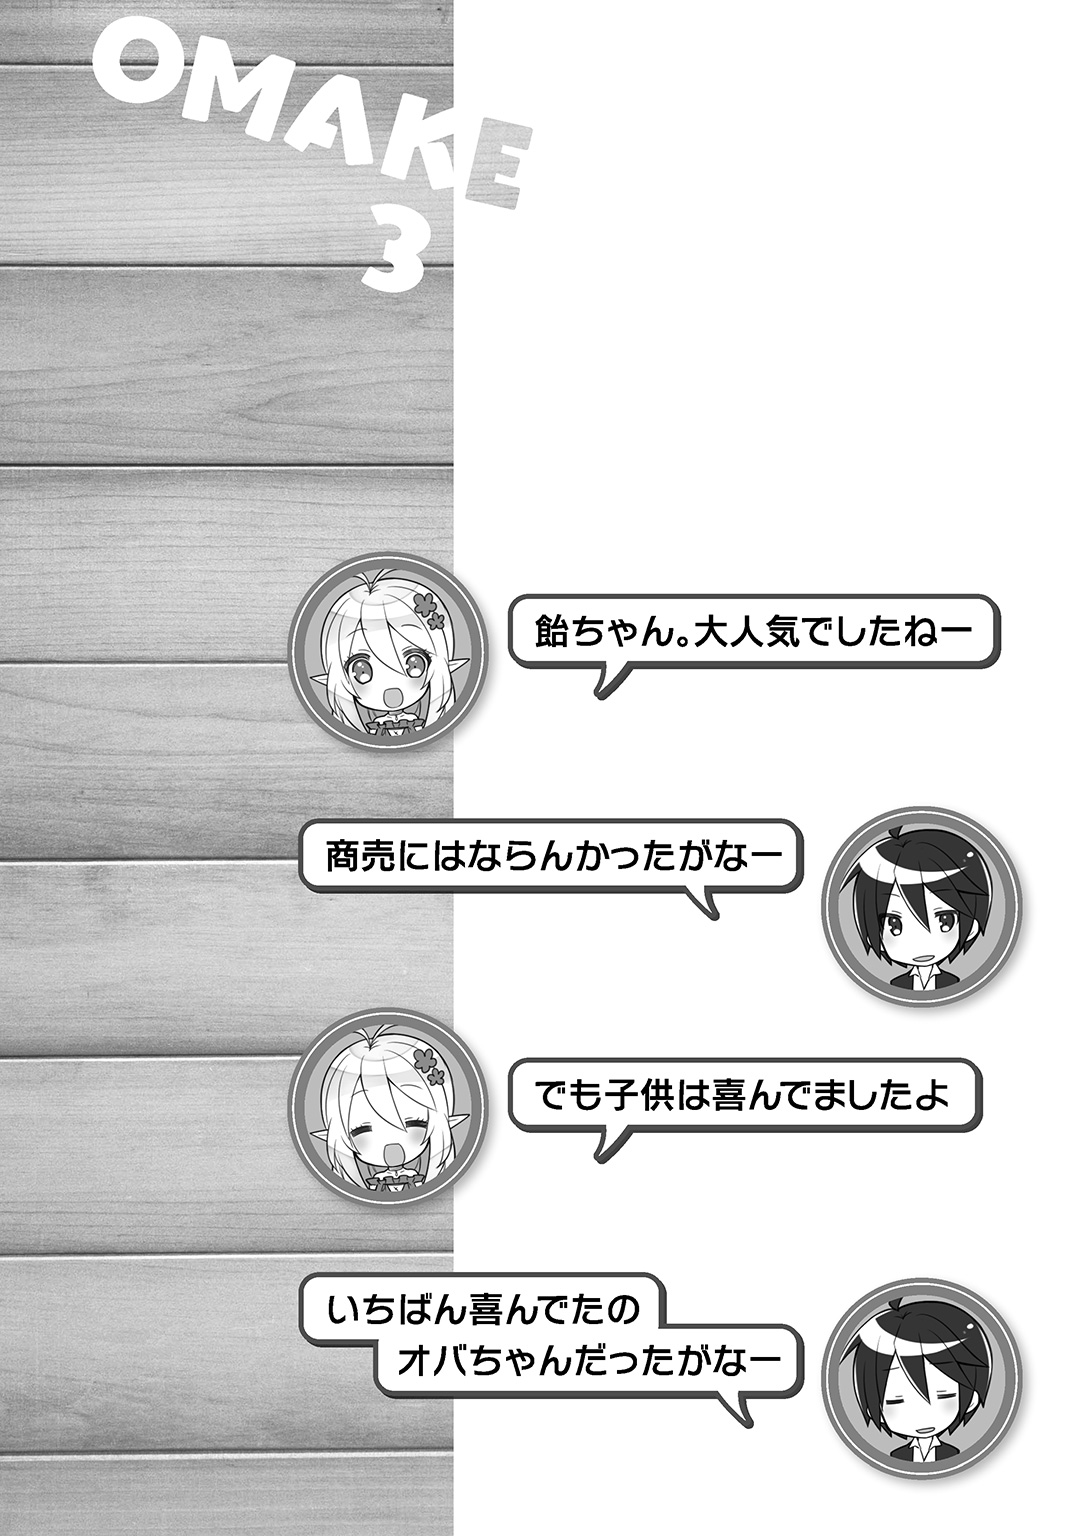 OMAKE
3
飴ちゃん。大人気でしたねー
商売にはならんかったがなー
でも子供は喜んでましたよ
いちばん喜んでたの
オバちゃんだったがなー